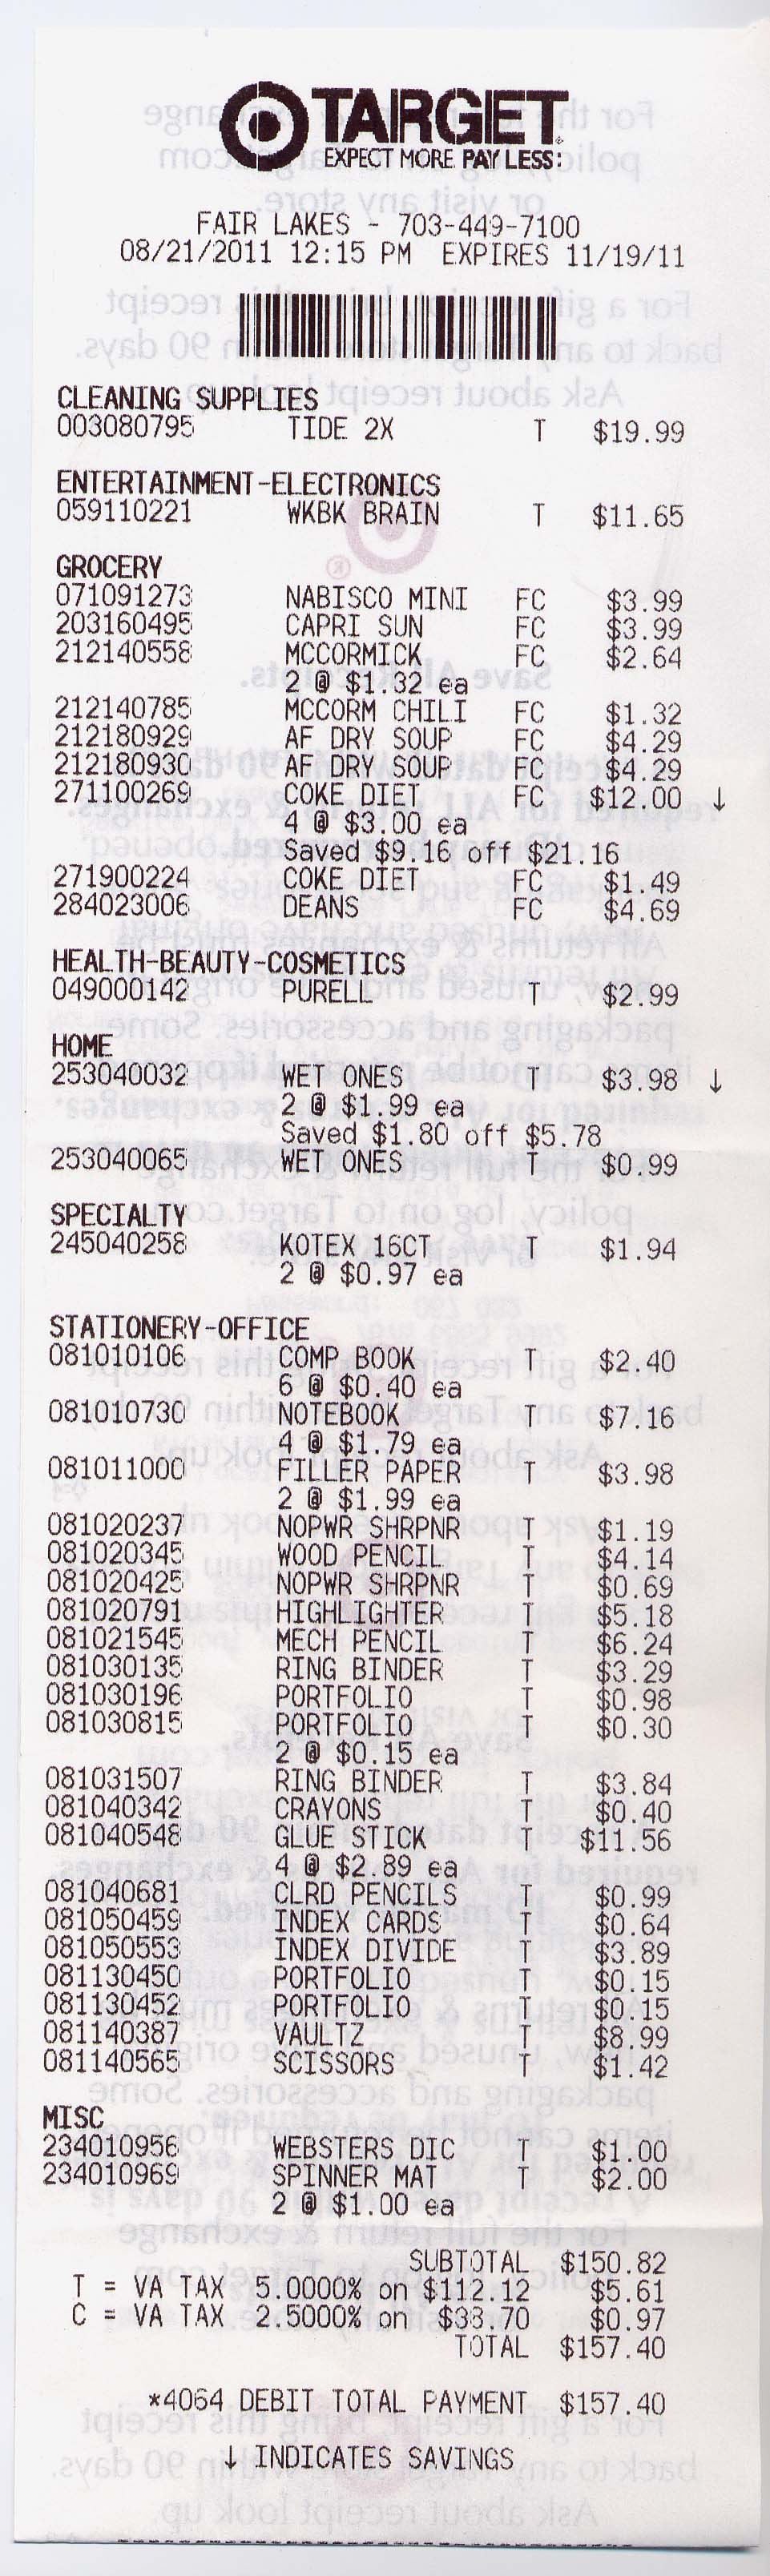 TARGET
EXPECT MORE PAY LESS.
FAIR LAKES - 703-449-7100
08/21/2011 12:15 PM EXPIRES 11/19/11
CLEANING SUPPLIES
003080795 TIDE 2X T $19.99
ENTERTAINMENT-ELECTRONICS
059110221 WKBK BRAIN T $11.65
GROCERY
071091273 NABISCO MINI FC $3.99
203160495 CAPRI SUN FC $3.99
212140558 MCCORMICK FC $2.64
2 @ $1.32 ea
212140785 MCCORM CHILI FC $1.32
212180929 AF DRY SOUP FC $4.29
212180930 AF DRY SOUP FC $4.29
271100269 COKE DIET FC $12.00 ↓
4 @ $3.00 ea
Saved $9.16 off $21.16
271900224 COKE DIET FC $1.49
284023006 DEANS FC $4.69
HEALTH-BEAUTY-COSMETICS
049000142 PURELL T $2.99
HOME
253040032 WET ONES T $3.98 ↓
2 @ $1.99 ea
Saved $1.80 off $5.78
253040065 WET ONES T $0.99
SPECIALTY
245040258 KOTEX 16CT T $1.94
2 @ $0.97 ea
STATIONERY-OFFICE
081010106 COMP BOOK T $2.40
6 @ $0.40 ea
081010730 NOTEBOOK T $7.16
4 @ $1.79 ea
081011000 FILLER PAPER T $3.98
2 @ $1.99 ea
081020237 NOPWR SHRPNR T $1.19
081020345 WOOD PENCIL T $4.14
081020425 NOPWR SHRPNR T $0.69
081020791 HIGHLIGHTER T $5.18
081021545 MECH PENCIL T $6.24
081030135 RING BINDER T $3.29
081030196 PORTFOLIO T $0.98
081030815 PORTFOLIO T $0.30
2 @ $0.15 ea
081031507 RING BINDER T $3.84
081040342 CRAYONS T $0.40
081040548 GLUE STICK T $11.56
4 @ $2.89 ea
081040681 CLRD PENCILS T $0.99
081050459 INDEX CARDS T $0.64
081050553 INDEX DIVIDE T $3.89
081130450 PORTFOLIO T $0.15
081130452 PORTFOLIO T $0.15
081140387 VAULTZ T $8.99
081140565 SCISSORS T $1.42
MISC
234010956 WEBSTERS DIC T $1.00
234010969 SPINNER MAT T $2.00
2 @ $1.00 ea
SUBTOTAL $150.82
T = VA TAX 5.0000% on $112.12 $5.61
C = VA TAX 2.5000% on $38.70 $0.97
TOTAL $157.40
*4064 DEBIT TOTAL PAYMENT $157.40
↓ INDICATES SAVINGS